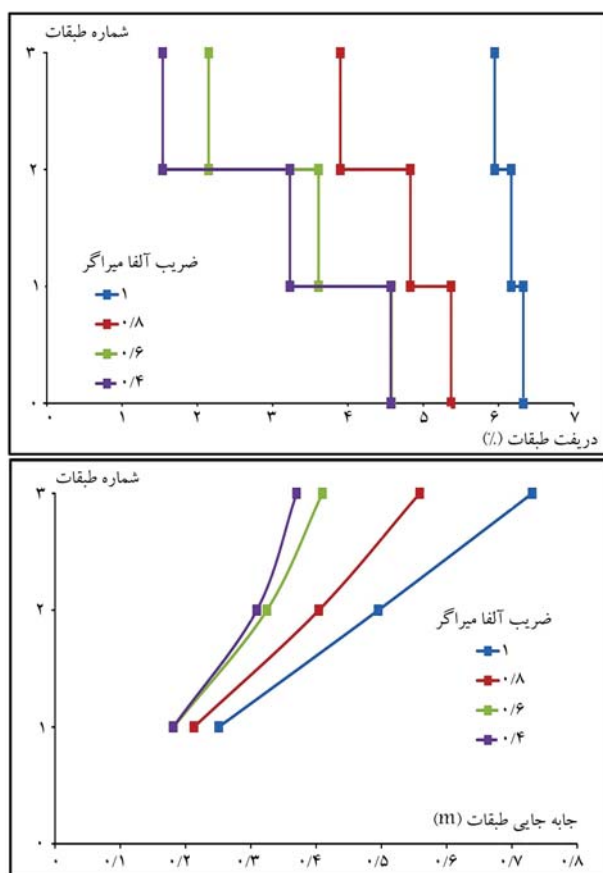 شماره طبقات
۳
۲
۱
۰
ضریب آلفا میراگر
۱
۰/۸
۰/۶
۰/۴
۰ ۱ ۲ ۳ ۴ ۵ ۶ ۷
دریفت طبقات (٪)
شماره طبقات
۳
۲
۱
۰
ضریب آلفا میراگر
۱
۰/۸
۰/۶
۰/۴
جابه جایی طبقات (m)
۰ ۰/۱ ۰/۲ ۰/۳ ۰/۴ ۰/۵ ۰/۶ ۰/۷ ۰/۸